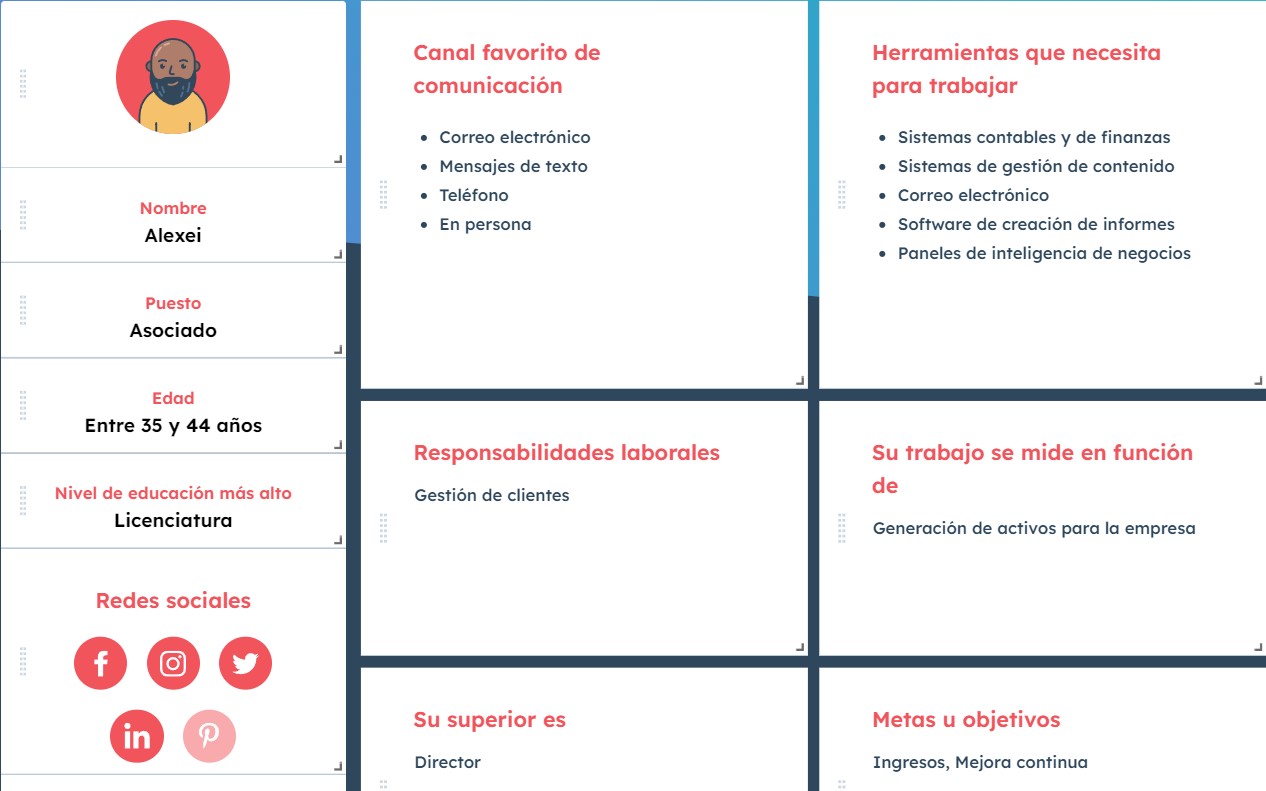 Nombre
Alexei
Puesto
Asociado
Edad
Entre 35 y 44 años
Nivel de educación más alto
Licenciatura
Redes sociales
Canal favorito de
comunicación
Correo electrónico
Mensajes de texto
Teléfono
En persona
Herramientas que necesita
para trabajar
Sistemas contables y de finanzas
Sistemas de gestión de contenido
Correo electrónico
Software de creación de informes
Paneles de inteligencia de negocios
Responsabilidades laborales
Gestión de clientes
Su trabajo se mide en función
de
Generación de activos para la empresa
Su superior es
Director
Metas u objetivos
Ingresos, Mejora continua